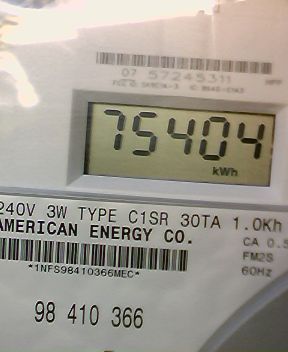 07 57245311
75404
kWh
240V 3W TYPE C1SR 30TA 1.0Kh
AMERICAN ENERGY CO.
CA 0.5
FM2S
60Hz
*1NFS98410366MEC*
98 410 366